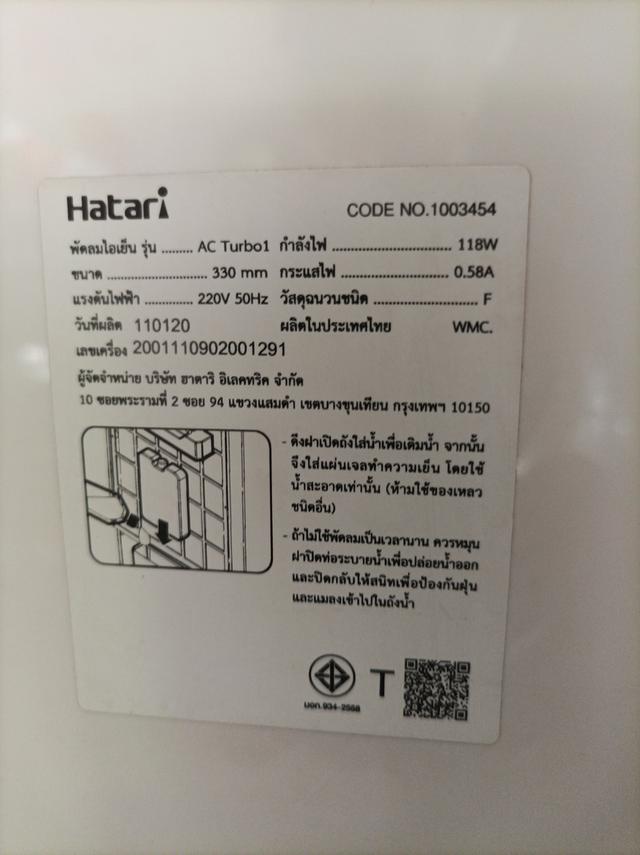 Hatari
CODE NO.1003454
พัดลมไอเย็น รุ่น ......... AC Turbo1 กำลังไฟ ............................ 118W
ขนาด ............................ 330 mm กระแสไฟ ......................... 0.58A
แรงดันไฟฟ้า ............. 220V 50Hz วัสดุฉนวนชนิด ........................ F
วันที่ผลิต 110120 ผลิตในประเทศไทย WMC.
เลขเครื่อง 2001110902001291
ผู้จัดจำหน่าย บริษัท ฮาตาริ อิเลคทริค จำกัด
10 ซอยพระรามที่ 2 ซอย 94 แขวงแสมดำ เขตบางขุนเทียน กรุงเทพฯ 10150
- ดึงฝาเปิดถังใส่น้ำเพื่อเติมน้ำ จากนั้น
จึงใส่แผ่นเจลทำความเย็น โดยใช้
น้ำสะอาดเท่านั้น (ห้ามใช้ของเหลว
ชนิดอื่น)
- ถ้าไม่ใช้พัดลมเป็นเวลานาน ควรหมุน
ฝาปิดท่อระบายน้ำเพื่อปล่อยน้ำออก
และปิดกลับให้สนิทเพื่อป้องกันฝุ่น
และแมลงเข้าไปในถังน้ำ
T
มอก.934-2558